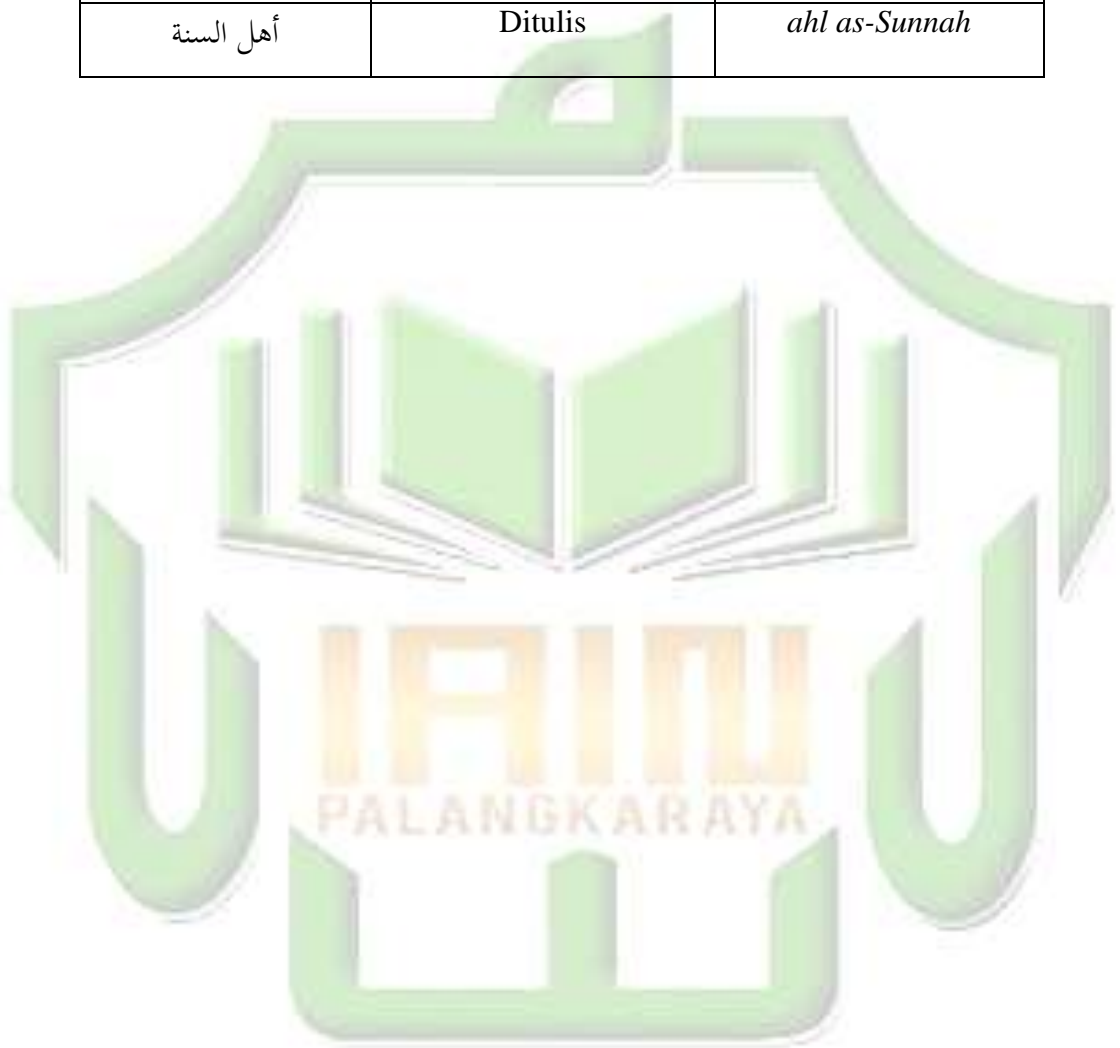 أهل السنة Ditulis ahl as-Sunnah
IAIN
PALANGKARAYA